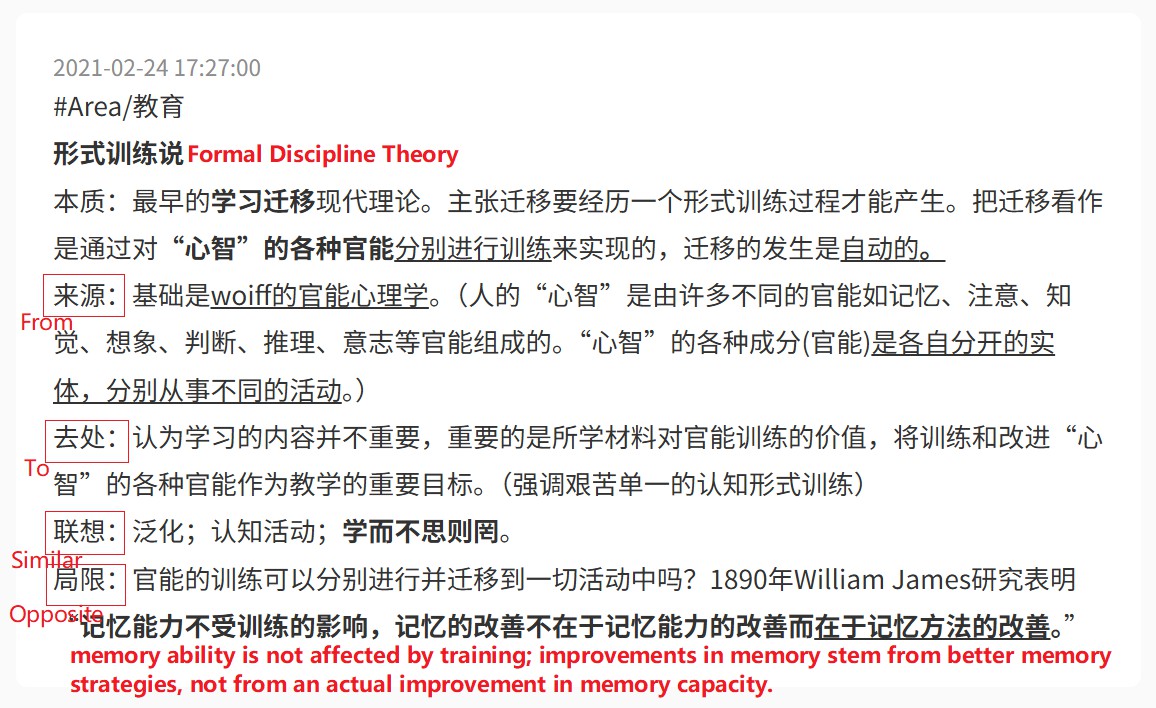 2021-02-24 17:27:00
#Area/教育
形式训练说 Formal Discipline Theory
本质：最早的学习迁移现代理论。主张迁移要经历一个形式训练过程才能产生。把迁移看作
是通过对“心智”的各种官能分别进行训练来实现的，迁移的发生是自动的。
来源：基础是woiff的官能心理学。（人的“心智”是由许多不同的官能如记忆、注意、知
From
觉、想象、判断、推理、意志等官能组成的。“心智”的各种成分(官能)是各自分开的实
体，分别从事不同的活动。）
去处：认为学习的内容并不重要，重要的是所学材料对官能训练的价值，将训练和改进“心
To
智”的各种官能作为教学的重要目标。（强调艰苦单一的认知形式训练）
联想：泛化；认知活动；学而不思则罔。
Similar
局限：官能的训练可以分别进行并迁移到一切活动中吗？1890年William James研究表明
Opposite
“记忆能力不受训练的影响，记忆的改善不在于记忆能力的改善而在于记忆方法的改善。”
memory ability is not affected by training; improvements in memory stem from better memory
strategies, not from an actual improvement in memory capacity.